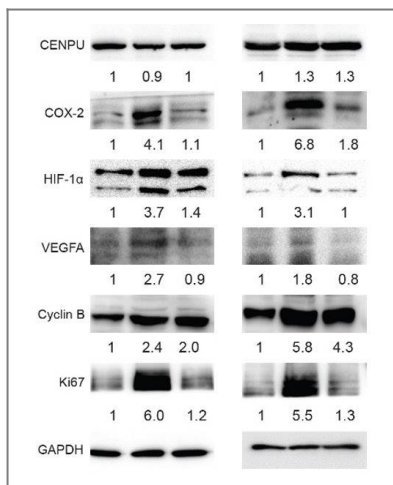 CENPU
1 0.9 1 1 1.3 1.3
COX-2
1 4.1 1.1 1 6.8 1.8
HIF-1α
1 3.7 1.4 1 3.1 1
VEGFA
1 2.7 0.9 1 1.8 0.8
Cyclin B
1 2.4 2.0 1 5.8 4.3
Ki67
1 6.0 1.2 1 5.5 1.3
GAPDH